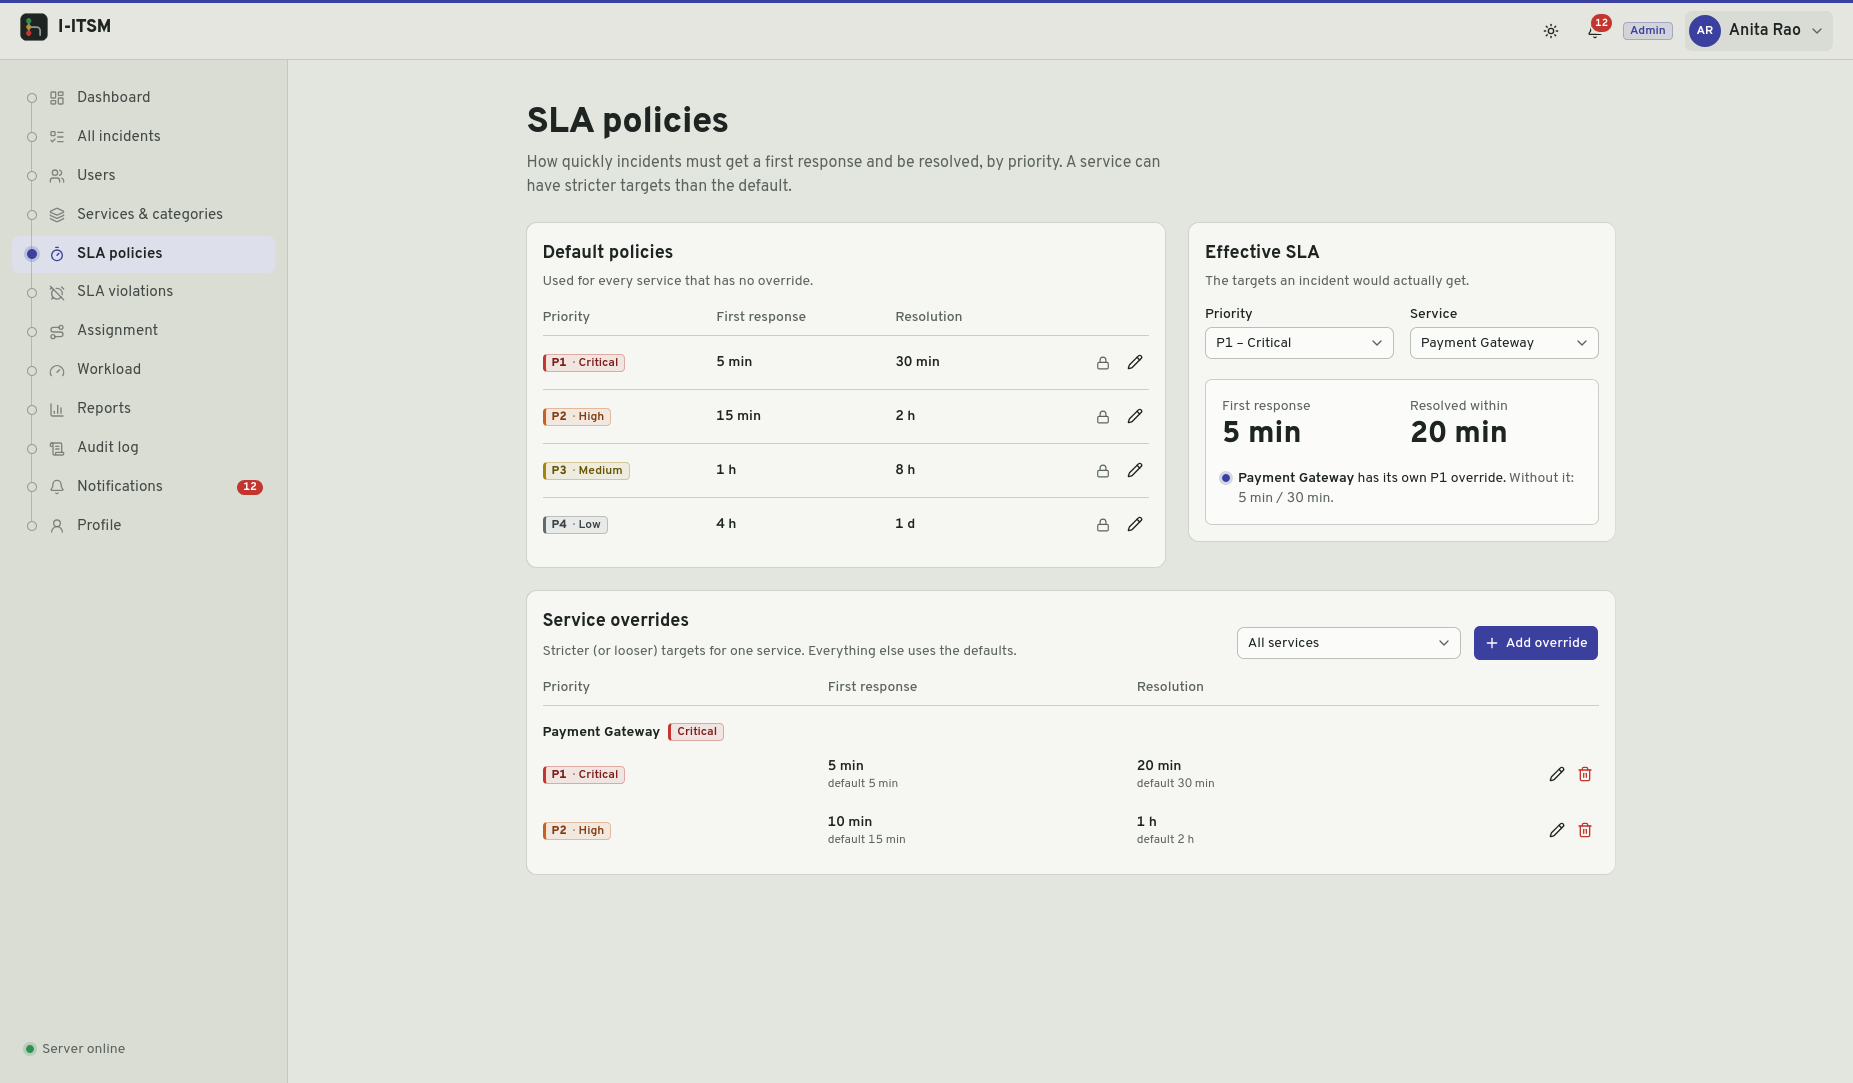 I-ITSM
12
Admin
AR
Anita Rao
Dashboard
All incidents
Users
Services & categories
SLA policies
SLA violations
Assignment
Workload
Reports
Audit log
Notifications
12
Profile
Server online
SLA policies
How quickly incidents must get a first response and be resolved, by priority. A service can
have stricter targets than the default.
Default policies
Used for every service that has no override.
Priority First response Resolution
P1 · Critical 5 min 30 min
P2 · High 15 min 2 h
P3 · Medium 1 h 8 h
P4 · Low 4 h 1 d
Effective SLA
The targets an incident would actually get.
Priority Service
P1 – Critical Payment Gateway
First response Resolved within
5 min 20 min
Payment Gateway has its own P1 override. Without it:
5 min / 30 min.
Service overrides
Stricter (or looser) targets for one service. Everything else uses the defaults.
All services
Add override
Priority First response Resolution
Payment Gateway Critical
P1 · Critical 5 min 20 min
default 5 min default 30 min
P2 · High 10 min 1 h
default 15 min default 2 h